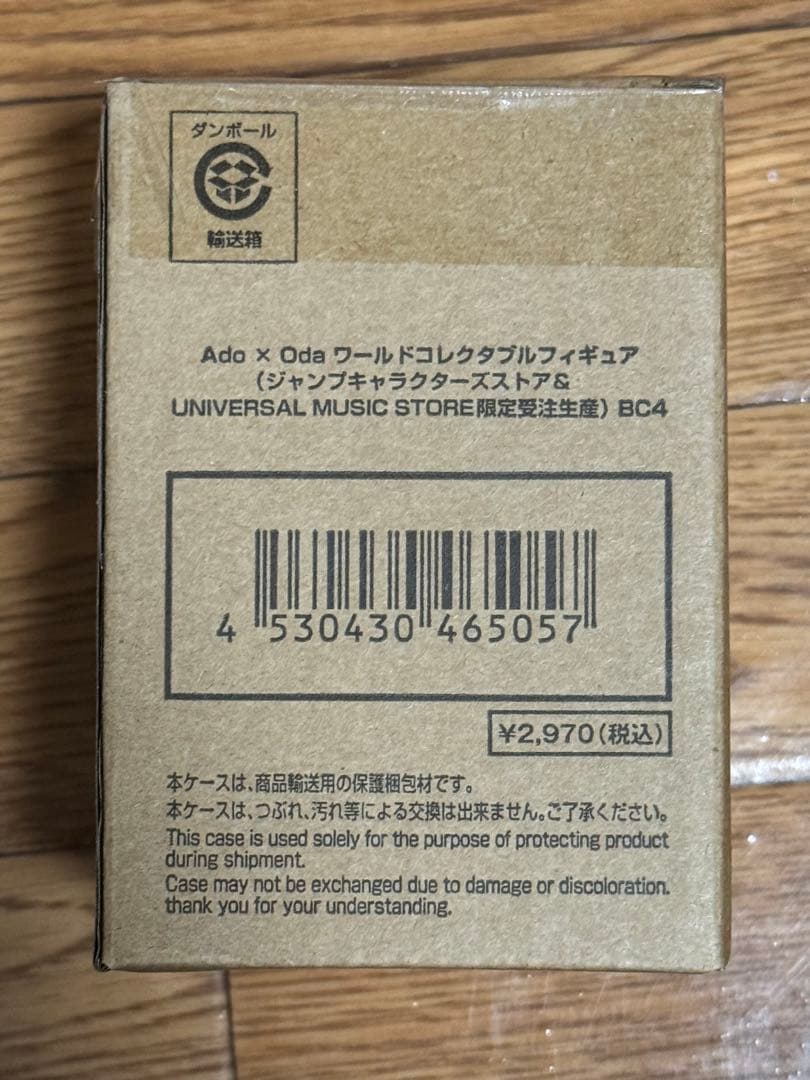 ダンボール
輸送箱
Ado × Oda ワールドコレクタブルフィギュア
（ジャンプキャラクターズストア&
UNIVERSAL MUSIC STORE限定受注生産）BC4
4 530430 465057
¥2,970(税込)
本ケースは、商品輸送用の保護梱包材です。
本ケースは、つぶれ、汚れ等による交換は出来ません。ご了承ください。
This case is used solely for the purpose of protecting product
during shipment.
Case may not be exchanged due to damage or discoloration.
thank you for your understanding.